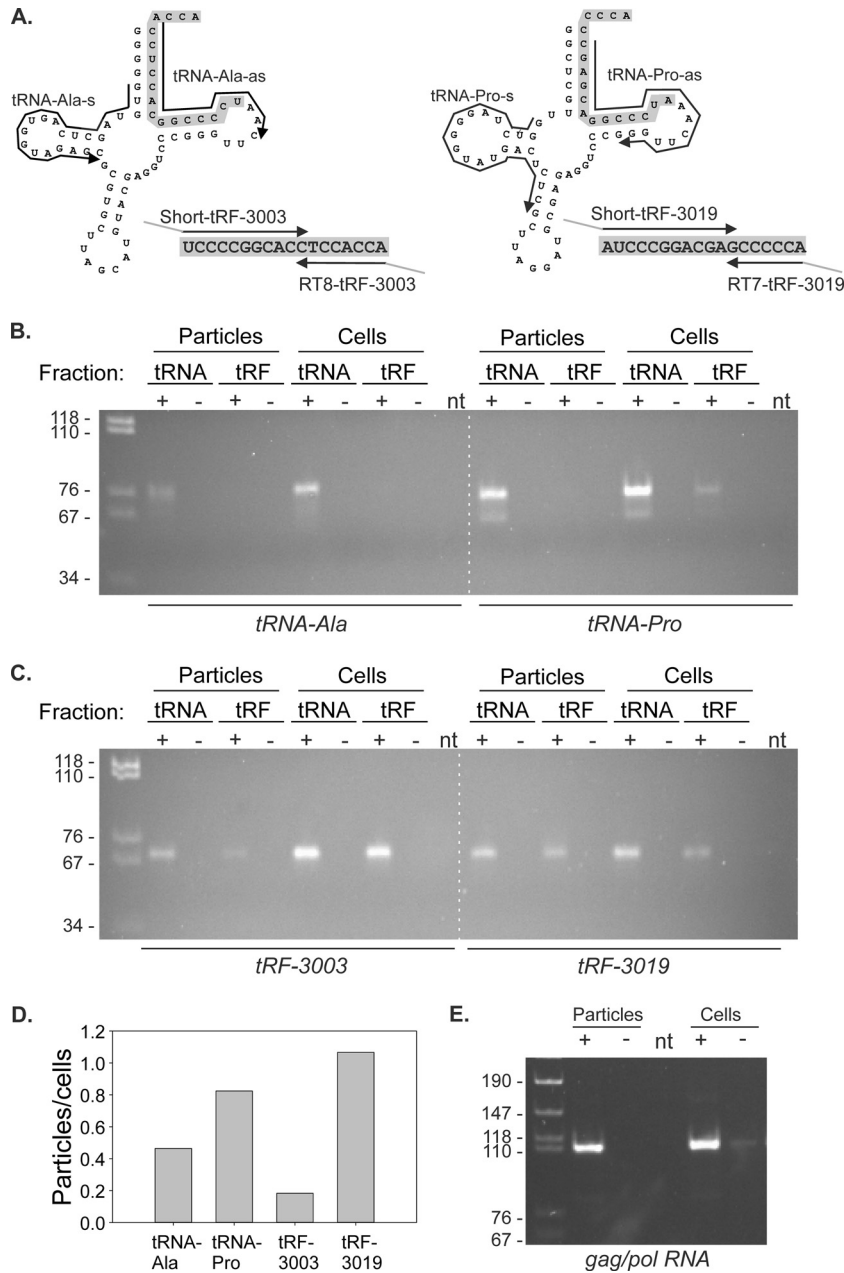 A.
tRNA-Ala-s
tRNA-Ala-as
Short-tRF-3003
UCCCCGGCACCTCCACCA
RT8-tRF-3003
tRNA-Pro-s
tRNA-Pro-as
Short-tRF-3019
AUCCCGGACGAGCCCCCA
RT7-tRF-3019
B.
Particles Cells Particles Cells
Fraction: tRNA tRF tRNA tRF tRNA tRF tRNA tRF
+ - + - + - + - nt + - + - + - + - nt
118 -
110 -
76 -
67 -
34 -
tRNA-Ala tRNA-Pro
C.
Particles Cells Particles Cells
Fraction: tRNA tRF tRNA tRF tRNA tRF tRNA tRF
+ - + - + - + - nt + - + - + - + - nt
118 -
110 -
76 -
67 -
34 -
tRF-3003 tRF-3019
D.
Particles/cells
1.2
1.0
0.8
0.6
0.4
0.2
0.0
tRNA- tRNA- tRF- tRF-
Ala Pro 3003 3019
E.
Particles Cells
+ - nt + -
190 -
147 -
118 -
110 -
76 -
67 -
gag/pol RNA